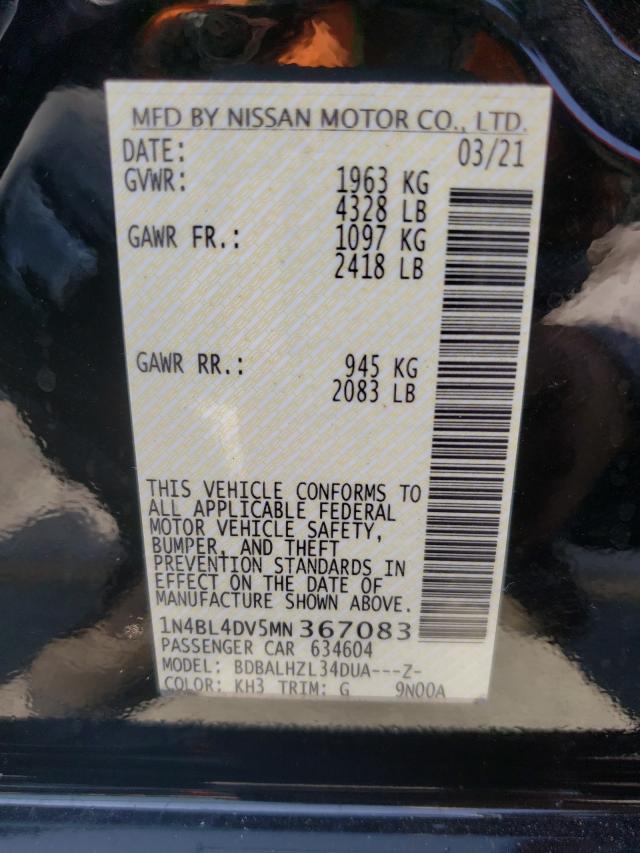 MFD BY NISSAN MOTOR CO., LTD.
DATE: 03/21
GVWR: 1963 KG
4328 LB
GAWR FR.: 1097 KG
2418 LB
GAWR RR.: 945 KG
2083 LB
THIS VEHICLE CONFORMS TO
ALL APPLICABLE FEDERAL
MOTOR VEHICLE SAFETY,
BUMPER, AND THEFT
PREVENTION STANDARDS IN
EFFECT ON THE DATE OF
MANUFACTURE SHOWN ABOVE.
1N4BL4DV5MN367083
PASSENGER CAR 634604
MODEL: BDBALHZL34DUA---Z-
COLOR: KH3 TRIM: G 9N00A